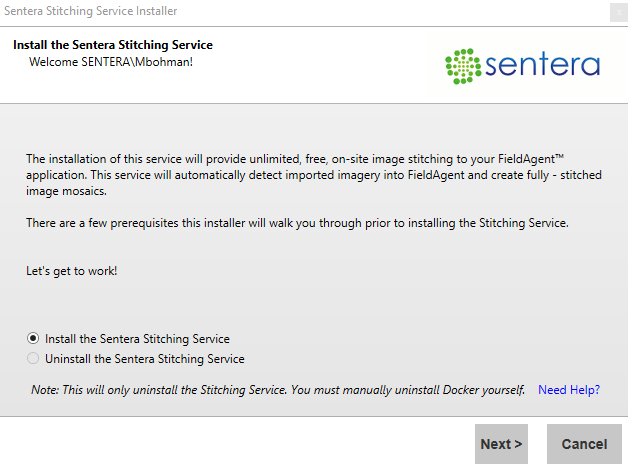 Sentera Stitching Service Installer
x
Install the Sentera Stitching Service
Welcome SENTERA\Mbohman!
sentera
The installation of this service will provide unlimited, free, on-site image stitching to your FieldAgent™
application. This service will automatically detect imported imagery into FieldAgent and create fully - stitched
image mosaics.
There are a few prerequisites this installer will walk you through prior to installing the Stitching Service.
Let's get to work!
Install the Sentera Stitching Service
Uninstall the Sentera Stitching Service
Note: This will only uninstall the Stitching Service. You must manually uninstall Docker yourself. Need Help?
Next > Cancel